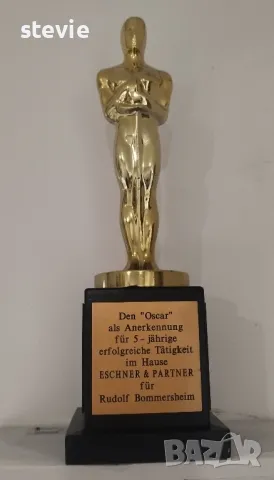 stevie
Den "Oscar"
als Anerkennung
für 5 - jährige
erfolgreiche Tätigkeit
im Hause
ESCHNER & PARTNER
für
Rudolf Bommersheim
BAZAR